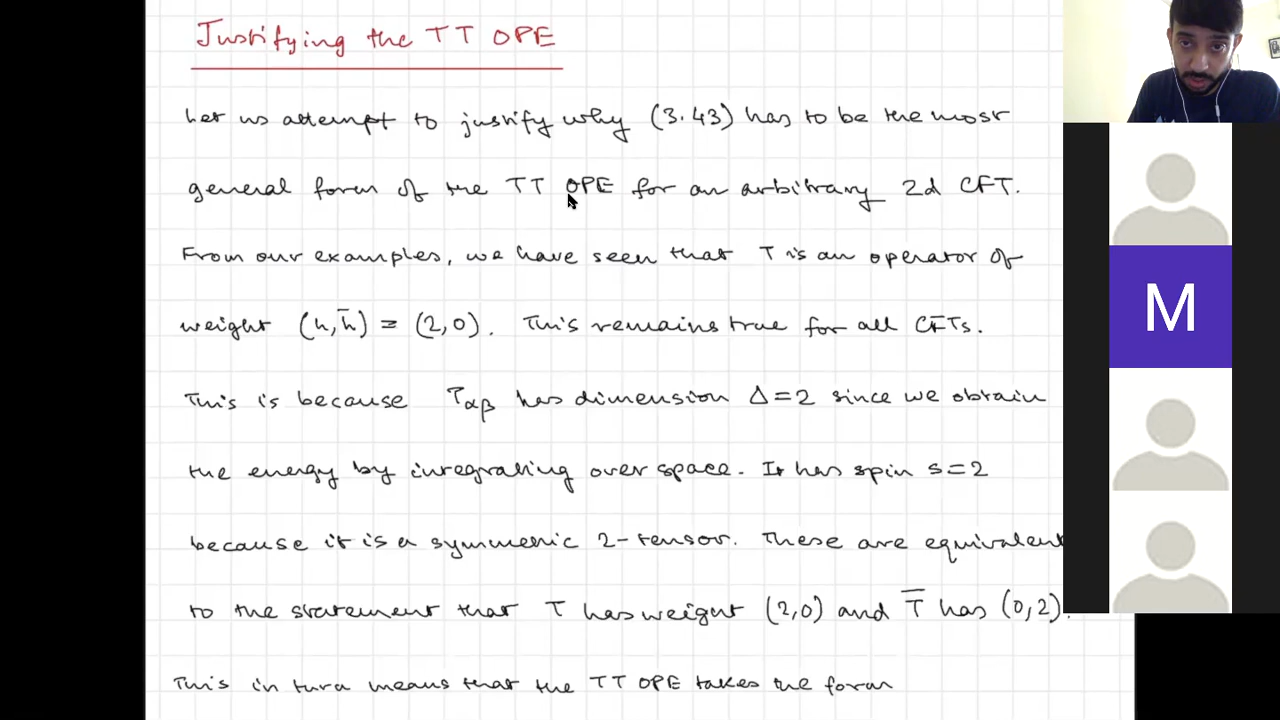 Justifying the TT OPE
Let us attempt to justify why (3.43) has to be the most
general form of the TT OPE for an arbitrary 2d CFT.
From our examples, we have seen that T is an operator of
weight (h, h̄) = (2,0). This remains true for all CFTs.
This is because Tαβ has dimension Δ=2 since we obtain
the energy by integrating over space. It has spin s=2
because it is a symmetric 2-tensor. These are equivalent
to the statement that T has weight (2,0) and T̄ has (0,2).
This in turn means that the TT OPE takes the form
M